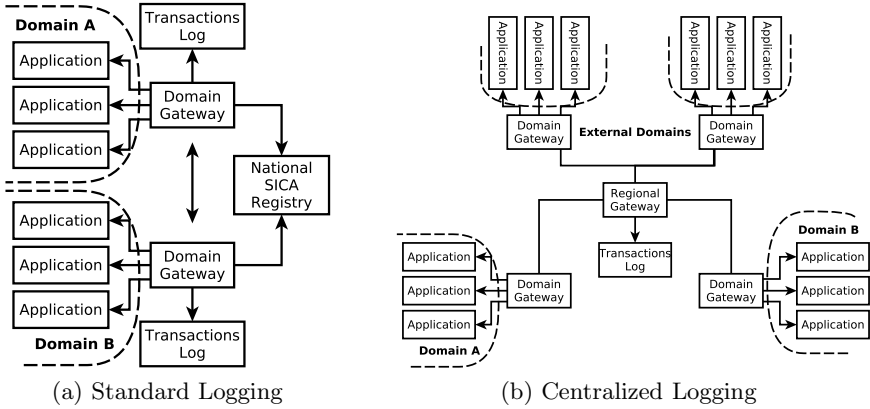 Domain A
Transactions
Log
Application
Application
Application
Domain
Gateway
National
SICA
Registry
Application
Application
Application
Domain
Gateway
Domain B
Transactions
Log
(a) Standard Logging
Application
Application
Application
Application
Application
Application
Domain
Gateway
External Domains
Domain
Gateway
Regional
Gateway
Transactions
Log
Application
Application
Application
Domain A
Domain
Gateway
Domain
Gateway
Domain B
Application
Application
Application
(b) Centralized Logging